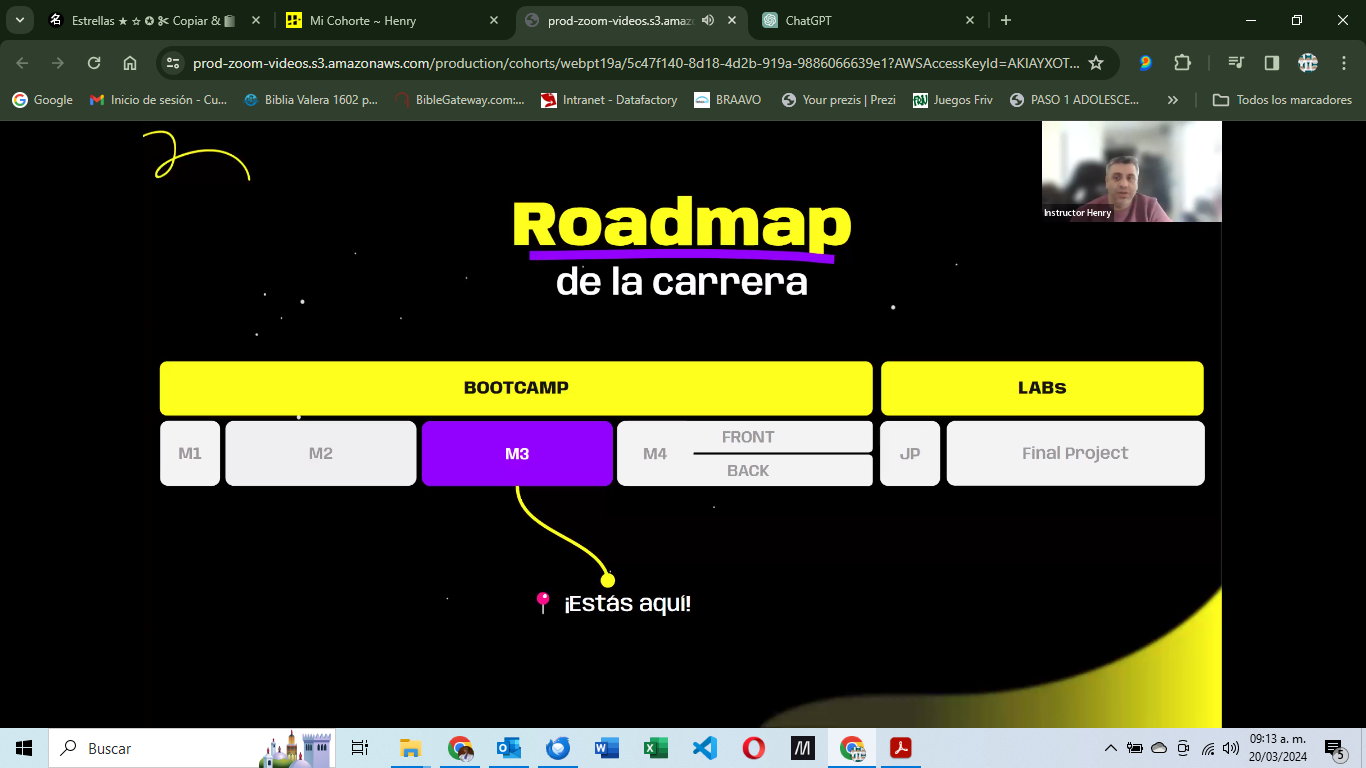 Estrellas ★ ☆ ✪ ✀ Copiar & 📋
Mi Cohorte ~ Henry
prod-zoom-videos.s3.amaz
ChatGPT
prod-zoom-videos.s3.amazonaws.com/production/cohorts/webpt19a/5c47f140-8d18-4d2b-919a-9886066639e1?AWSAccessKeyId=AKIAYXOT...
Google
Inicio de sesión - Cu...
Biblia Valera 1602 p...
BibleGateway.com:...
Intranet - Datafactory
BRAAVO
Your prezis | Prezi
Juegos Friv
PASO 1 ADOLESCE...
»
Todos los marcadores
Instructor Henry
Roadmap
de la carrera
BOOTCAMP
LABs
M1
M2
M3
M4
FRONT
BACK
JP
Final Project
¡Estás aquí!
Buscar
09:13 a. m.
20/03/2024
5